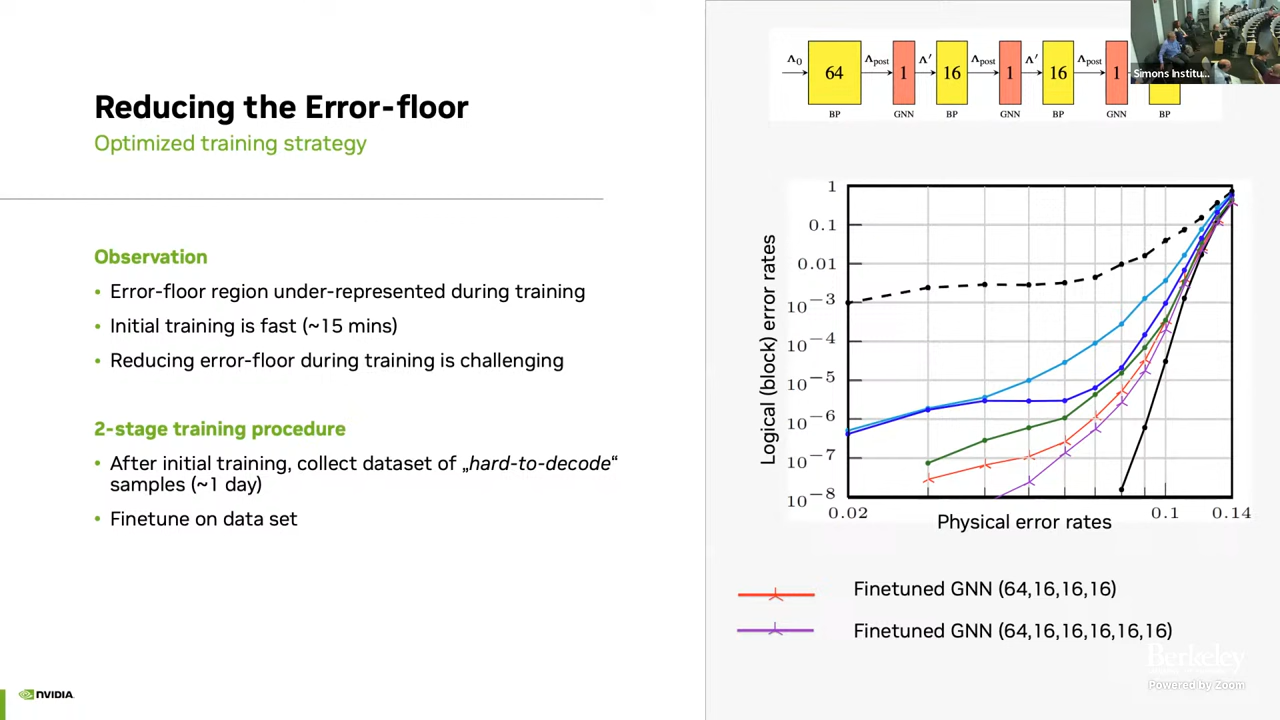 Reducing the Error-floor
Optimized training strategy
Observation
• Error-floor region under-represented during training
• Initial training is fast (~15 mins)
• Reducing error-floor during training is challenging
2-stage training procedure
• After initial training, collect dataset of „hard-to-decode“
samples (~1 day)
• Finetune on data set
NVIDIA
Λ0 64 Λpost 1 Λ′ 16 Λpost 1 Λ′ 16 Λpost 1
BP GNN BP GNN BP GNN BP
Simons Institu...
Logical (block) error rates
1
0.1
0.01
10−3
10−4
10−5
10−6
10−7
10−8
0.02 0.1 0.14
Physical error rates
Finetuned GNN (64,16,16,16)
Finetuned GNN (64,16,16,16,16,16)
Berkeley
Powered by Zoom